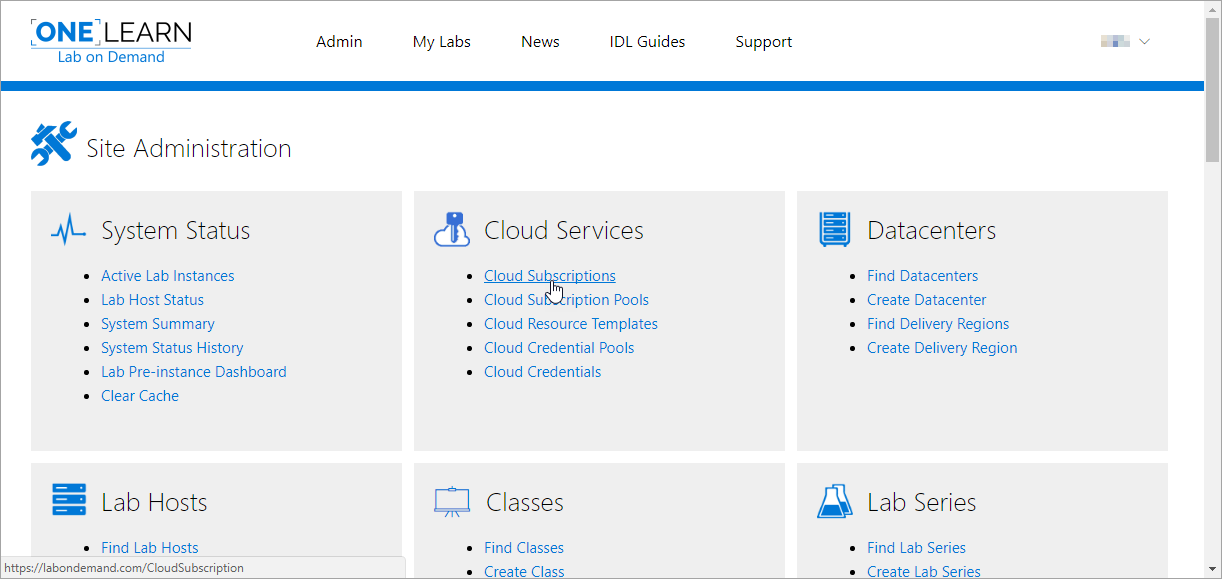 ONE LEARN
Lab on Demand
Admin My Labs News IDL Guides Support
Site Administration
System Status
Active Lab Instances
Lab Host Status
System Summary
System Status History
Lab Pre-instance Dashboard
Clear Cache
Cloud Services
Cloud Subscriptions
Cloud Subscription Pools
Cloud Resource Templates
Cloud Credential Pools
Cloud Credentials
Datacenters
Find Datacenters
Create Datacenter
Find Delivery Regions
Create Delivery Region
Lab Hosts
Find Lab Hosts
Classes
Find Classes
Create Class
Lab Series
Find Lab Series
Create Lab Series
https://labondemand.com/CloudSubscription